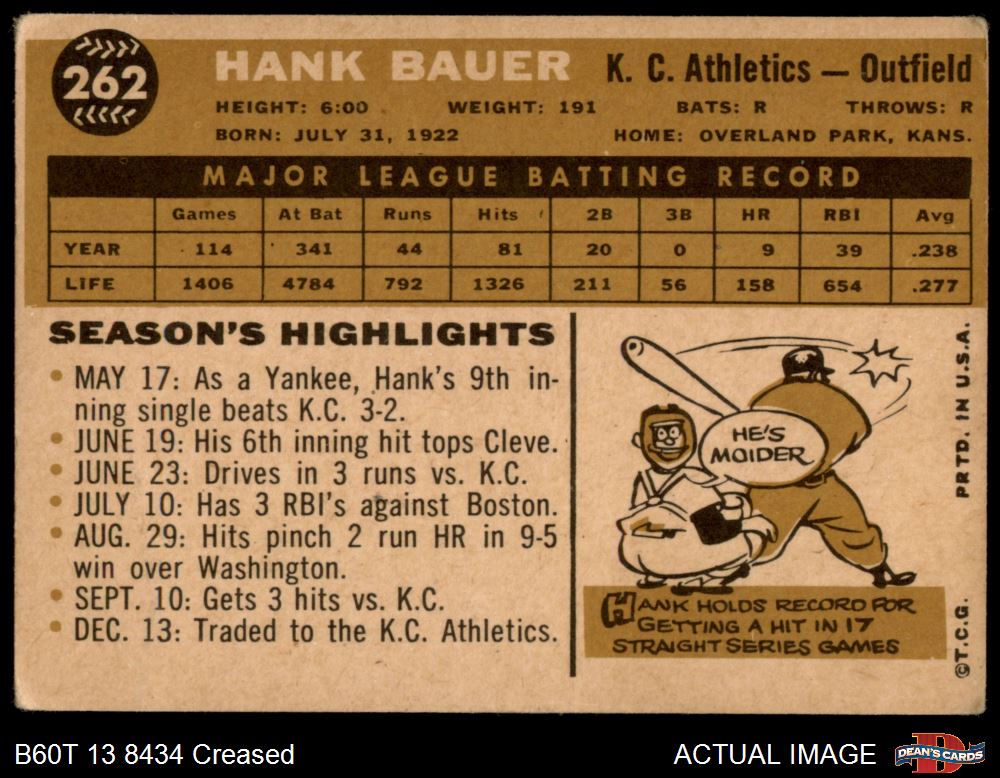 262
HANK BAUER K. C. Athletics — Outfield
HEIGHT: 6:00 WEIGHT: 191 BATS: R THROWS: R
BORN: JULY 31, 1922 HOME: OVERLAND PARK, KANS.
MAJOR LEAGUE BATTING RECORD
Games At Bat Runs Hits 2B 3B HR RBI Avg
YEAR 114 341 44 81 20 0 9 39 .238
LIFE 1406 4784 792 1326 211 56 158 654 .277
SEASON'S HIGHLIGHTS
• MAY 17: As a Yankee, Hank's 9th in-
ning single beats K.C. 3-2.
• JUNE 19: His 6th inning hit tops Cleve.
• JUNE 23: Drives in 3 runs vs. K.C.
• JULY 10: Has 3 RBI's against Boston.
• AUG. 29: Hits pinch 2 run HR in 9-5
win over Washington.
• SEPT. 10: Gets 3 hits vs. K.C.
• DEC. 13: Traded to the K.C. Athletics.
HE'S
MOIDER
HANK HOLDS RECORD FOR
GETTING A HIT IN 17
STRAIGHT SERIES GAMES
PRTD. IN U.S.A.
©T.C.G.
B60T 13 8434 Creased ACTUAL IMAGE
DEAN'S CARDS